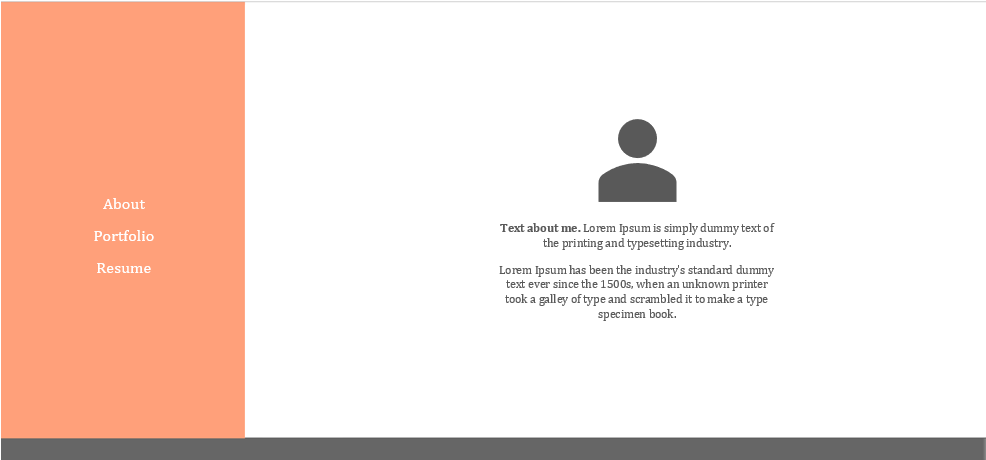 About
Portfolio
Resume
Text about me. Lorem Ipsum is simply dummy text of
the printing and typesetting industry.
Lorem Ipsum has been the industry's standard dummy
text ever since the 1500s, when an unknown printer
took a galley of type and scrambled it to make a type
specimen book.